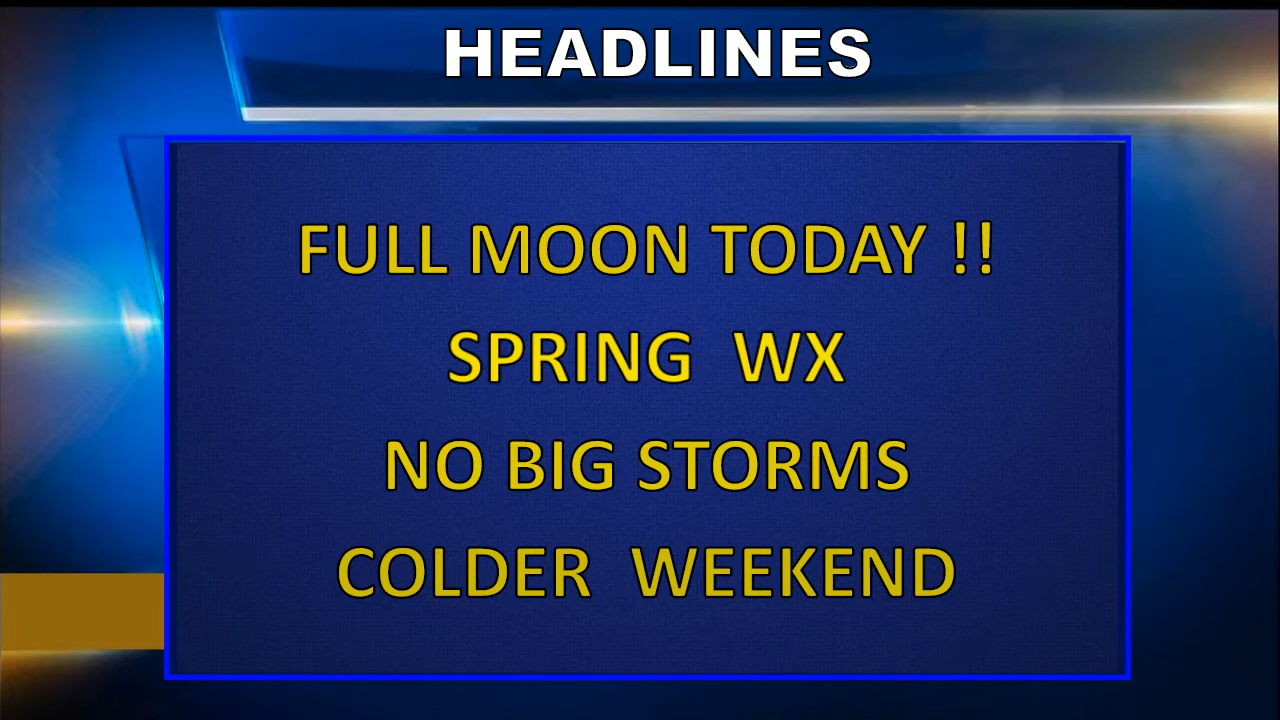 HEADLINES
FULL MOON TODAY !!
SPRING WX
NO BIG STORMS
COLDER WEEKEND